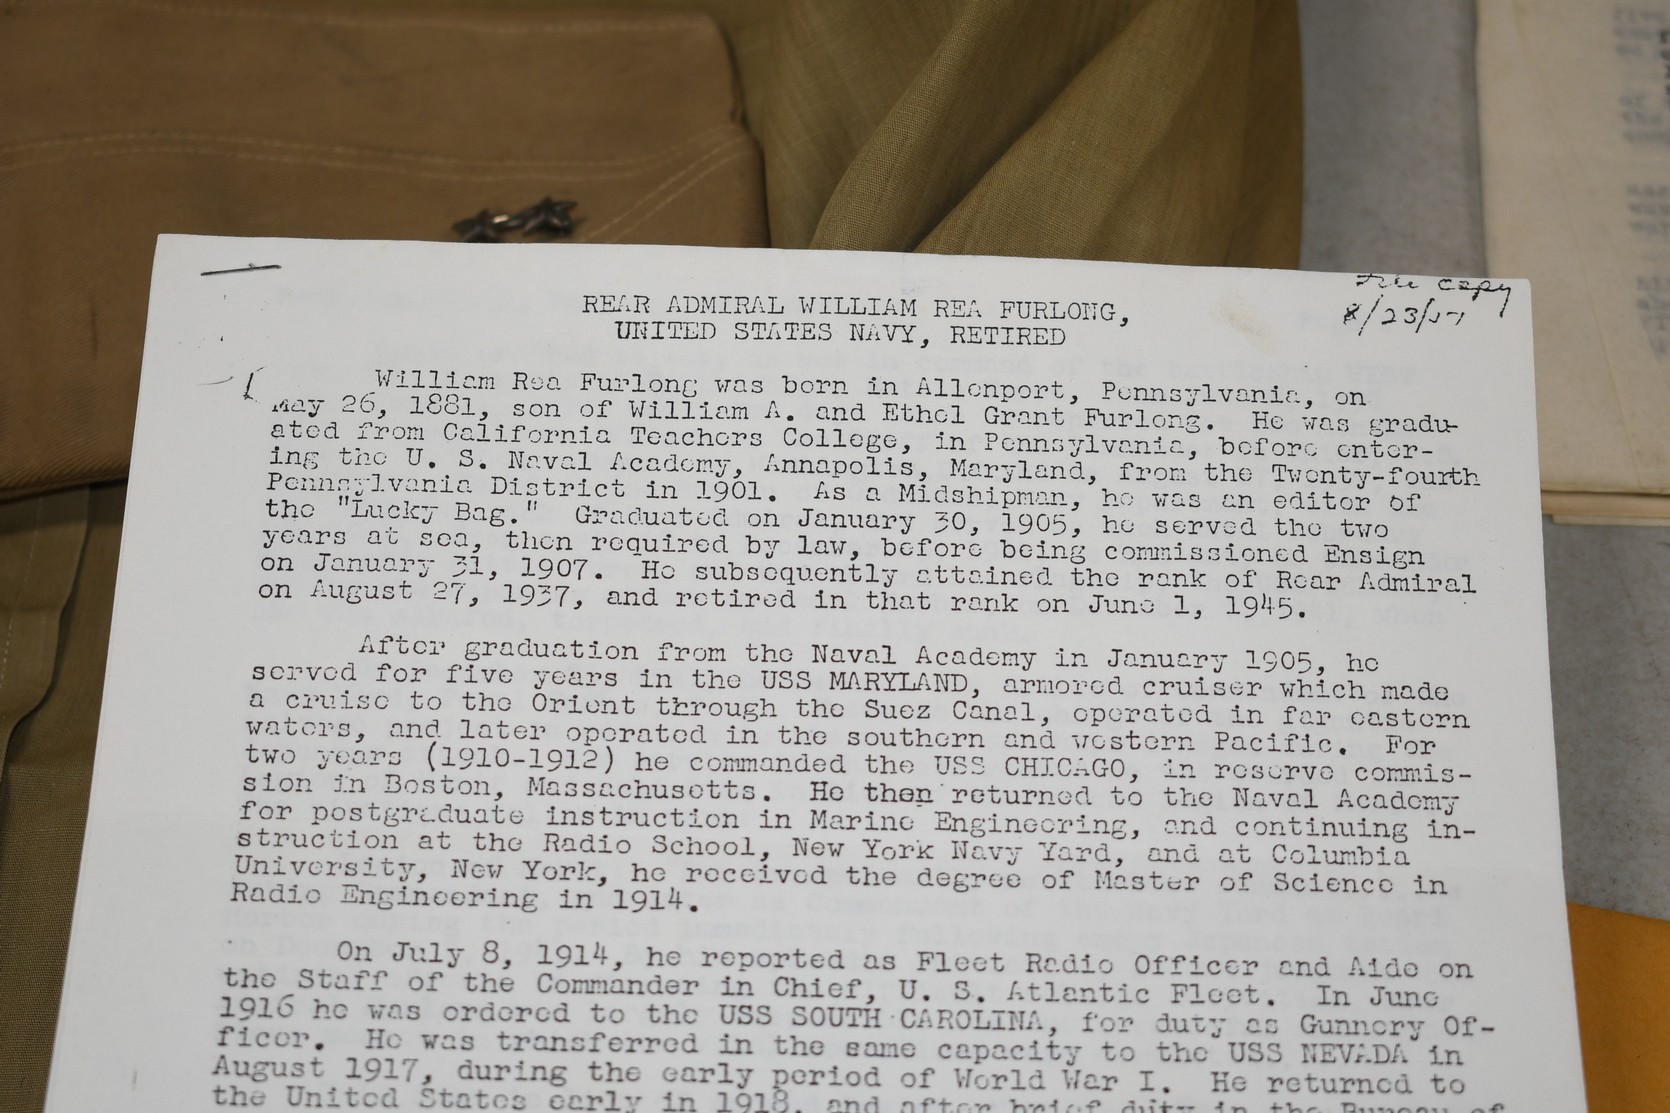 File copy
8/23/57
REAR ADMIRAL WILLIAM REA FURLONG,
UNITED STATES NAVY, RETIRED
William Rea Furlong was born in Allenport, Pennsylvania, on
May 26, 1881, son of William A. and Ethel Grant Furlong. He was gradu-
ated from California Teachers College, in Pennsylvania, before enter-
ing the U. S. Naval Academy, Annapolis, Maryland, from the Twenty-fourth
Pennsylvania District in 1901. As a Midshipman, he was an editor of
the "Lucky Bag." Graduated on January 30, 1905, he served the two
years at sea, then required by law, before being commissioned Ensign
on January 31, 1907. He subsequently attained the rank of Rear Admiral
on August 27, 1937, and retired in that rank on June 1, 1945.
After graduation from the Naval Academy in January 1905, he
served for five years in the USS MARYLAND, armored cruiser which made
a cruise to the Orient through the Suez Canal, operated in far eastern
waters, and later operated in the southern and western Pacific. For
two years (1910-1912) he commanded the USS CHICAGO, in reserve commis-
sion in Boston, Massachusetts. He then returned to the Naval Academy
for postgraduate instruction in Marine Engineering, and continuing in-
struction at the Radio School, New York Navy Yard, and at Columbia
University, New York, he received the degree of Master of Science in
Radio Engineering in 1914.
On July 8, 1914, he reported as Fleet Radio Officer and Aide on
the Staff of the Commander in Chief, U. S. Atlantic Fleet. In June
1916 he was ordered to the USS SOUTH CAROLINA, for duty as Gunnery Of-
ficer. He was transferred in the same capacity to the USS NEVADA in
August 1917, during the early period of World War I. He returned to
the United States early in 1918, and after brief duty in the Bureau of